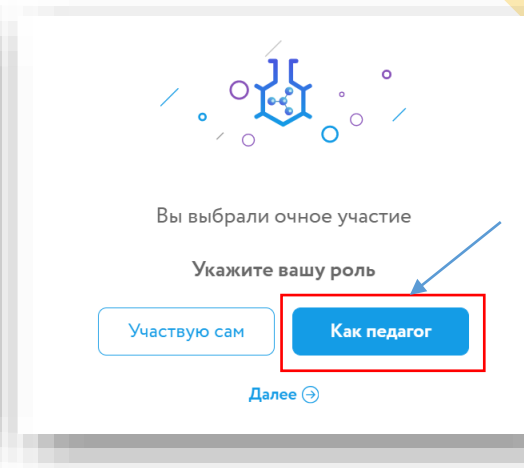 Вы выбрали очное участие
Укажите вашу роль
Участвую сам
Как педагог
Далее